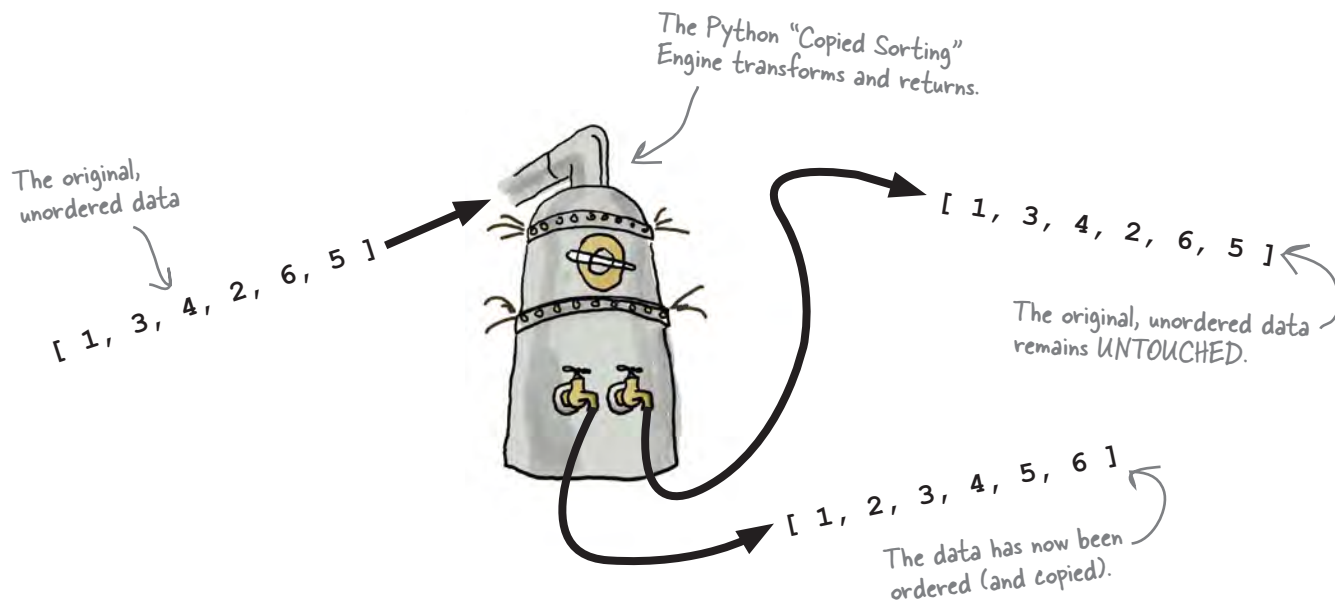 The Python “Copied Sorting”
Engine transforms and returns.
The original,
unordered data
[ 1, 3, 4, 2, 6, 5 ]
[ 1, 3, 4, 2, 6, 5 ]
The original, unordered data
remains UNTOUCHED.
[ 1, 2, 3, 4, 5, 6 ]
The data has now been
ordered (and copied).